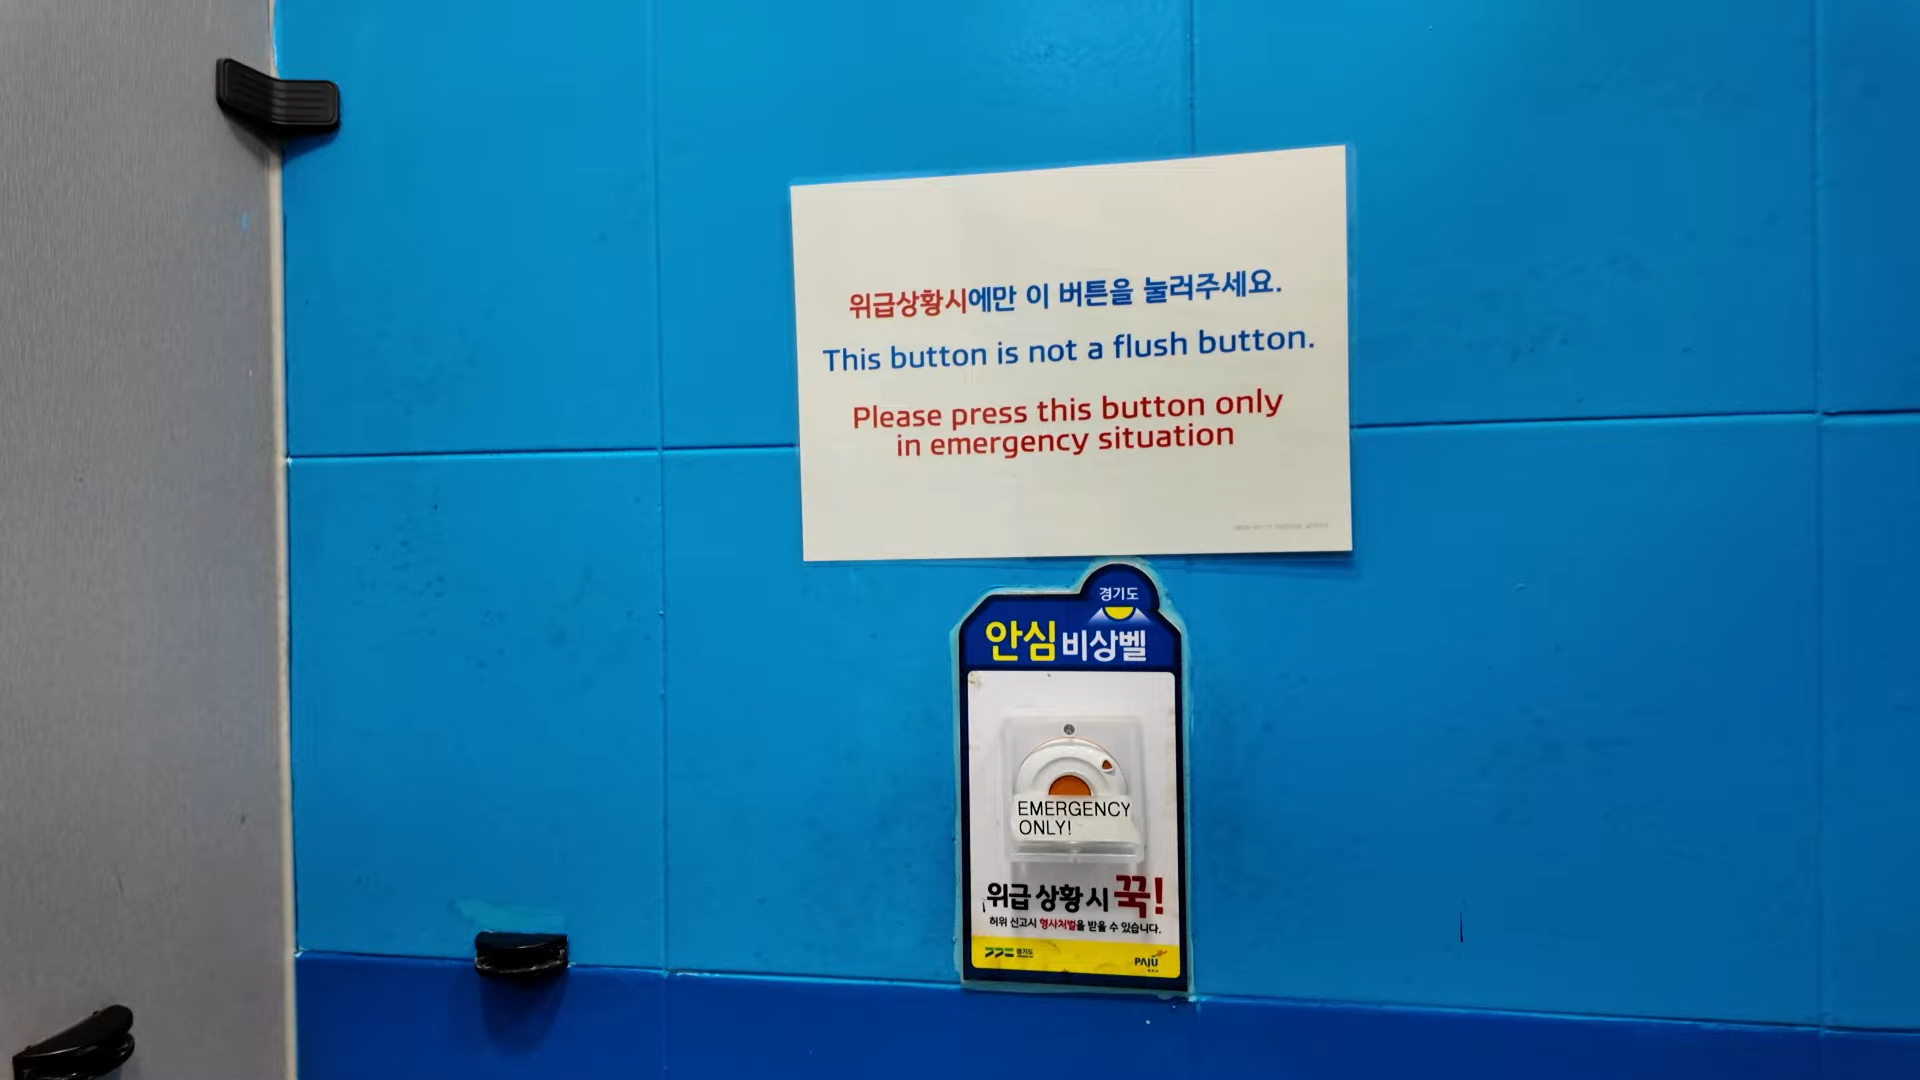 위급상황시에만 이 버튼을 눌러주세요.
This button is not a flush button.
Please press this button only
in emergency situation
경기도
안심 비상벨
EMERGENCY
ONLY!
위급 상황 시 꾹!
허위 신고시 형사처벌을 받을 수 있습니다.
경기도
PAJU